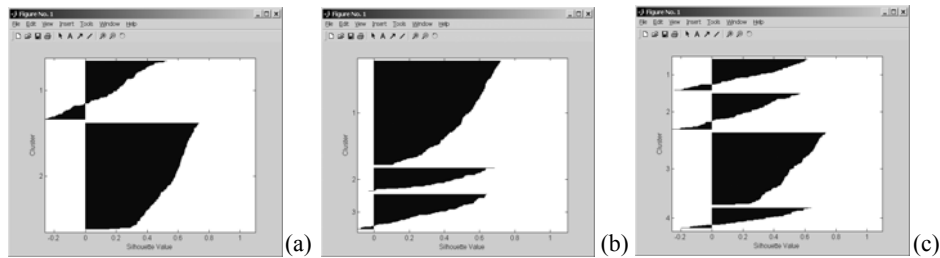 Figure No. 1
File Edit View Insert Tools Window Help
1
2
Cluster
-0.2 0 0.2 0.4 0.6 0.8 1
Silhouette Value
(a)
Figure No. 1
File Edit View Insert Tools Window Help
1
2
3
Cluster
0 0.2 0.4 0.6 0.8 1
Silhouette Value
(b)
Figure No. 1
File Edit View Insert Tools Window Help
1
2
3
4
Cluster
-0.2 0 0.2 0.4 0.6 0.8 1
Silhouette Value
(c)